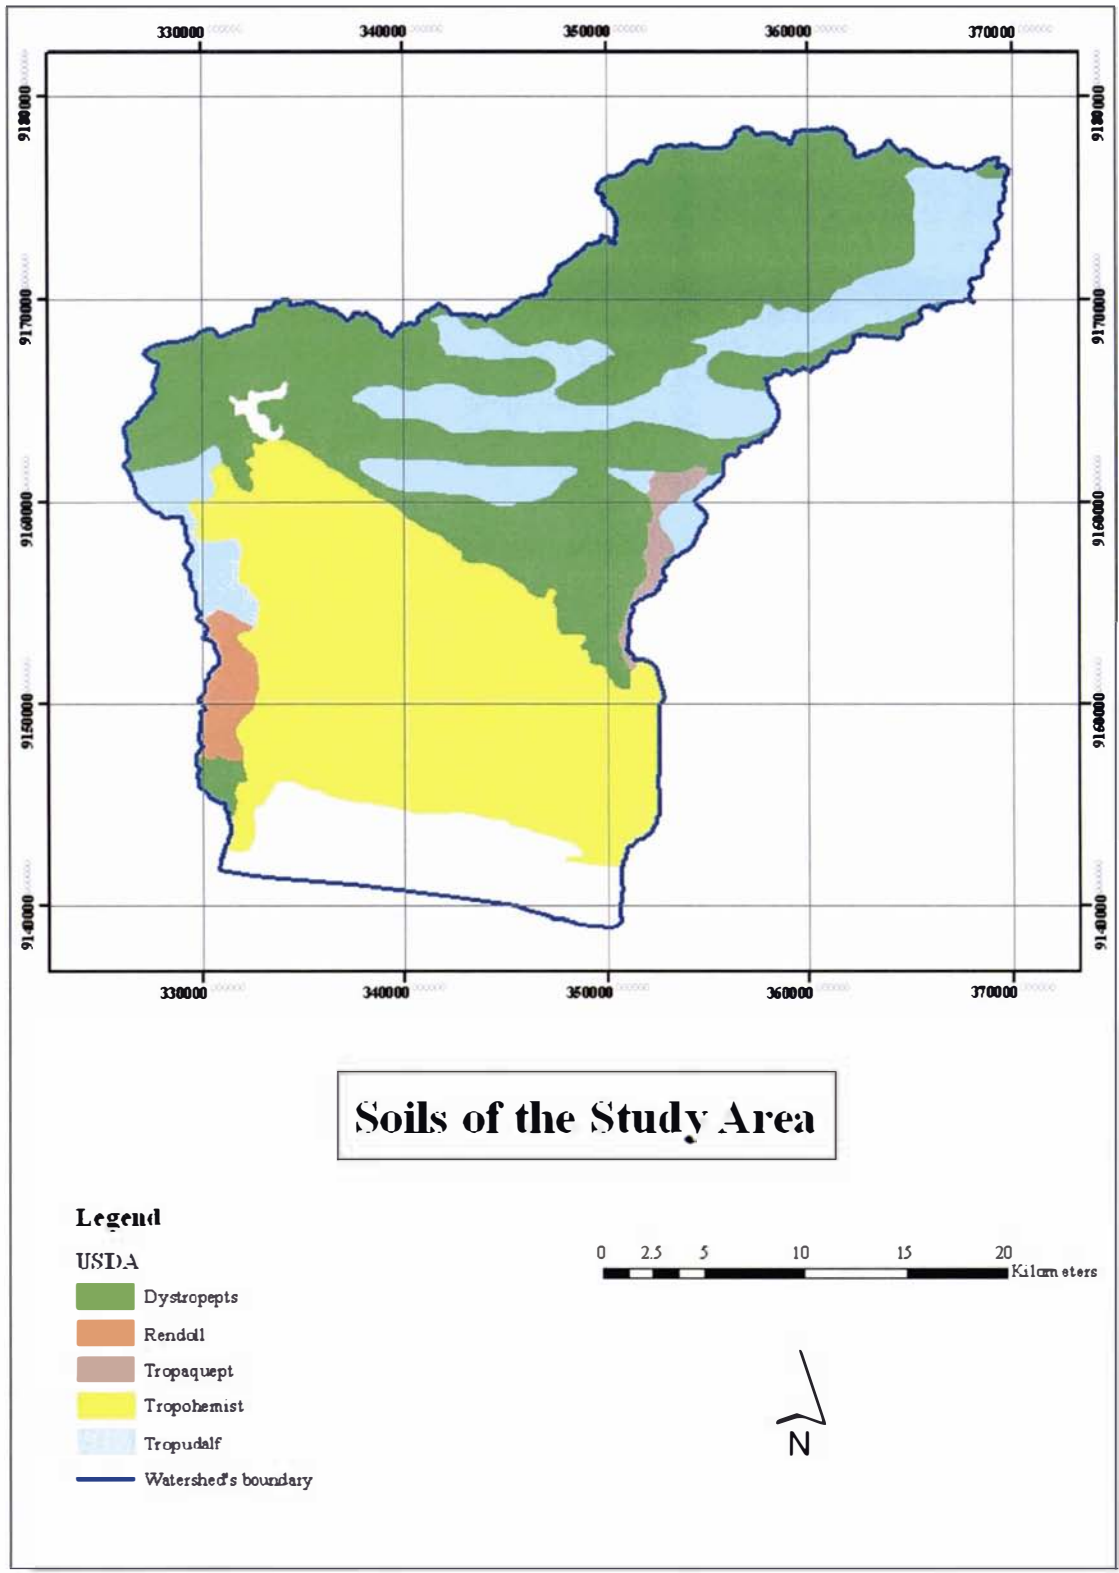 330000 340000 350000 360000 370000
9180000 9180000
9170000 9170000
9160000 9160000
9150000 9160000
9140000 9140000
330000 340000 350000 360000 370000
Soils of the Study Area
Legend
USDA
Dystropepts
Rendoll
Tropaquept
Tropohemist
Tropudalf
Watershed's boundary
0 2.5 5 10 15 20
Kilometers
N